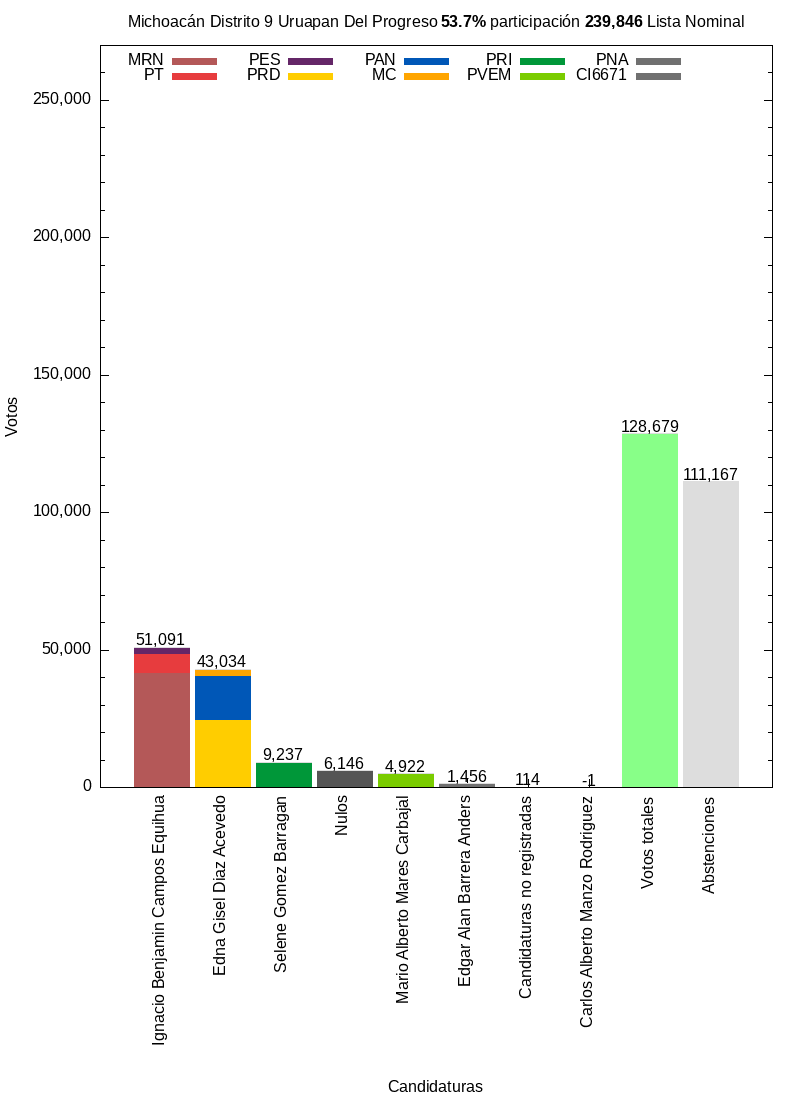 Michoacán Distrito 9 Uruapan Del Progreso 53.7% participación 239,846 Lista Nominal
MRN PES PAN PRI PNA
PT PRD MC PVEM CI6671
250,000
200,000
150,000
100,000
50,000
0
Votos
51,091
43,034
9,237
6,146
4,922
1,456
114
-1
128,679
111,167
Ignacio Benjamin Campos Equihua
Edna Gisel Diaz Acevedo
Selene Gomez Barragan
Nulos
Mario Alberto Mares Carbajal
Edgar Alan Barrera Anders
Candidaturas no registradas
Carlos Alberto Manzo Rodriguez
Votos totales
Abstenciones
Candidaturas